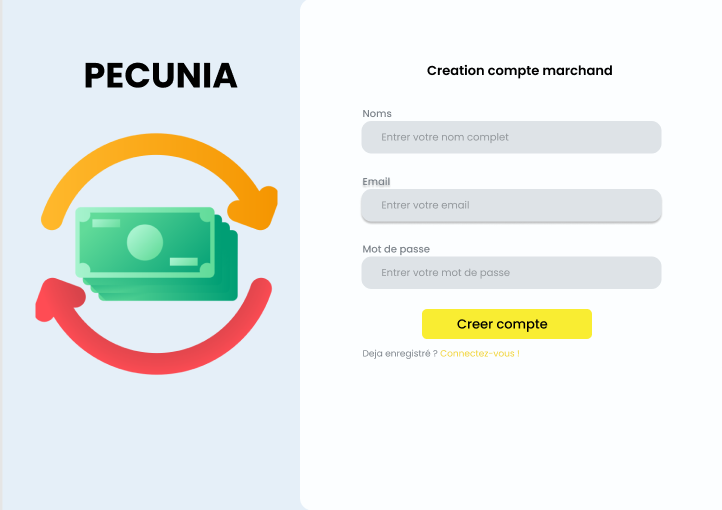 PECUNIA
Creation compte marchand
Noms
Entrer votre nom complet
Email
Entrer votre email
Mot de passe
Entrer votre mot de passe
Creer compte
Deja enregistré ? Connectez-vous !